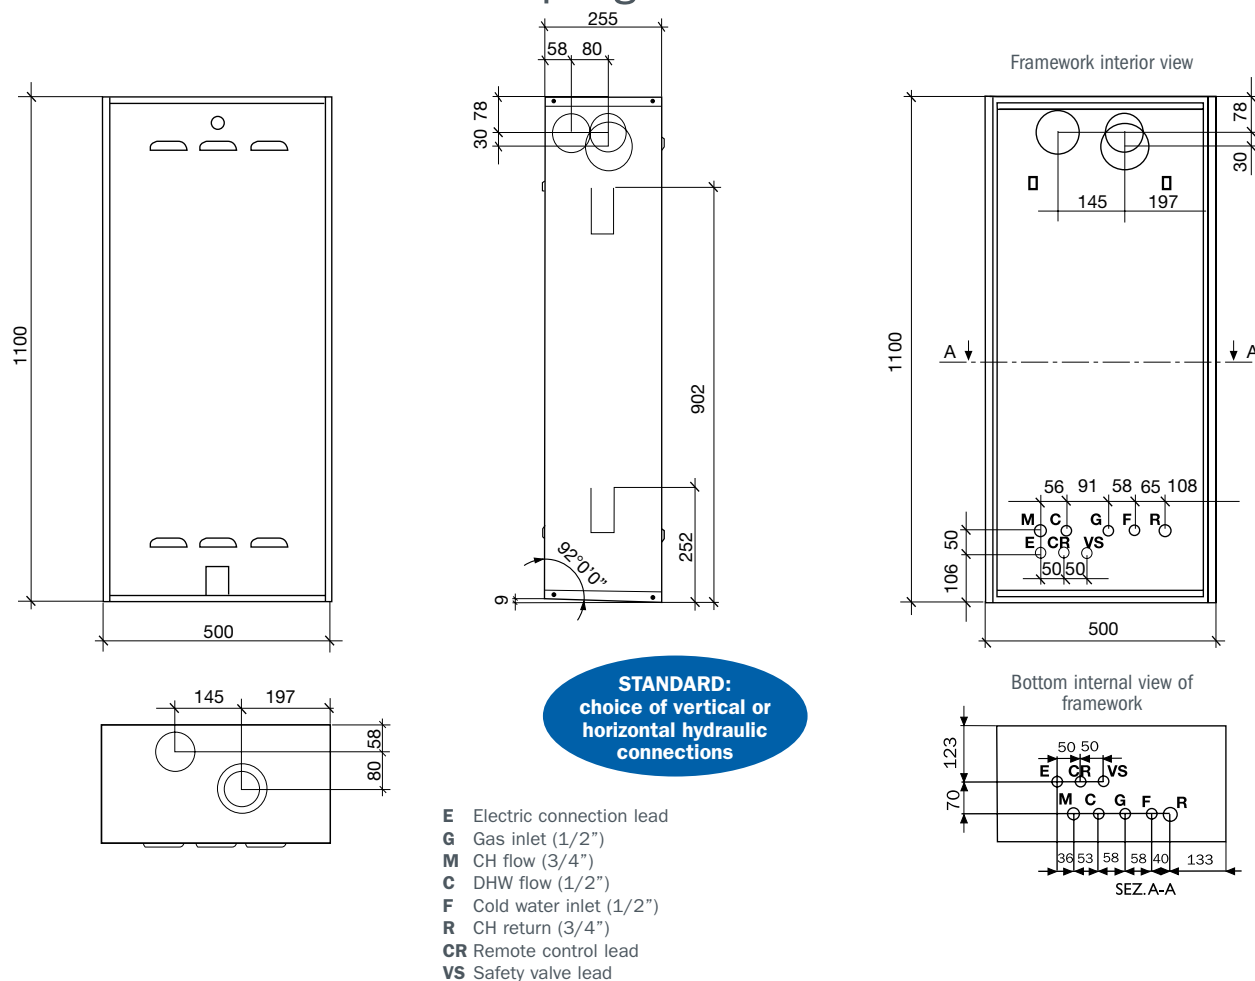 255
58 80
78
30
1100
500
902
252
92°0'0”
9
Framework interior view
78
30
145 197
1100
A A
56 91 58 65 108
M C G F R
E CR VS
50
106
50 50
500
145 197
58
80
STANDARD:
choice of vertical or
horizontal hydraulic
connections
Bottom internal view of
framework
123
70
50 50
E CR VS
M C G F R
36 53 58 58 40 133
SEZ. A-A
E Electric connection lead
G Gas inlet (1/2”)
M CH flow (3/4”)
C DHW flow (1/2”)
F Cold water inlet (1/2”)
R CH return (3/4”)
CR Remote control lead
VS Safety valve lead